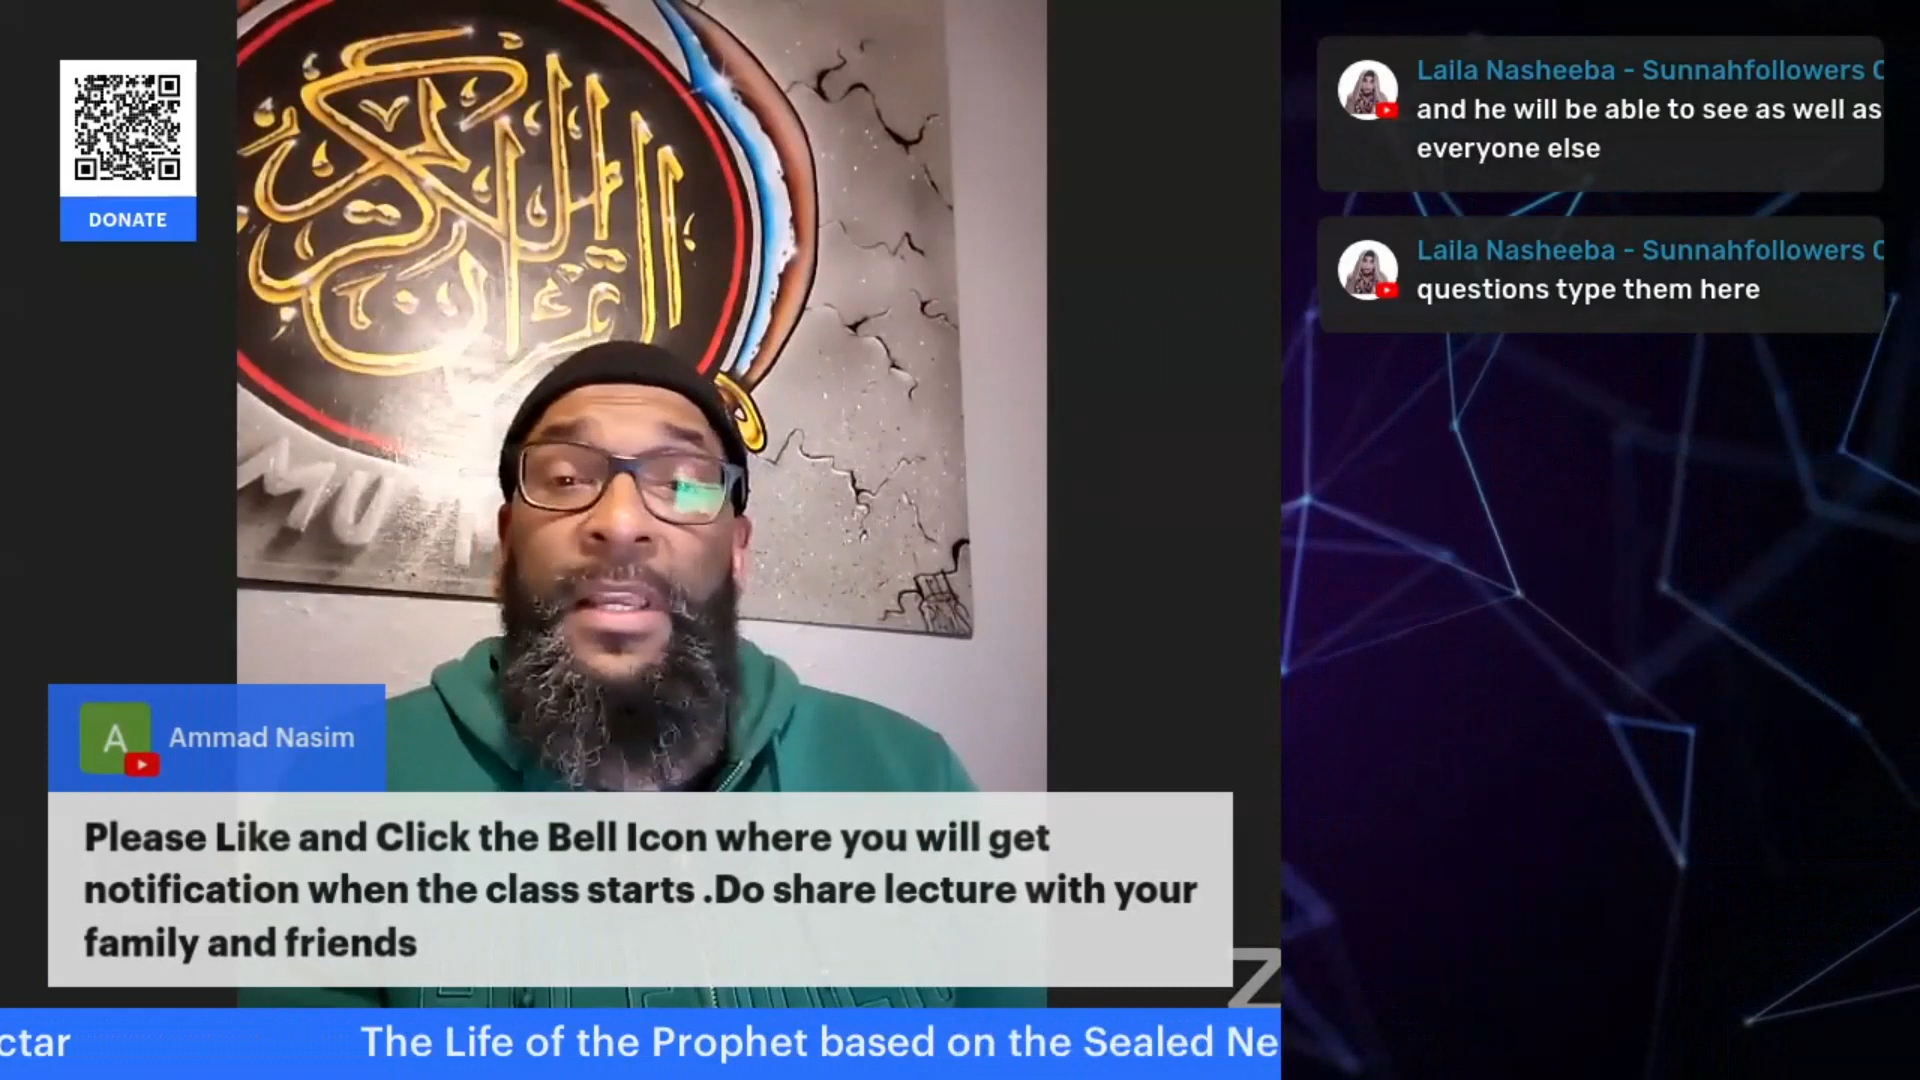 DONATE
القرآن الكريم
MU
Laila Nasheeba - Sunnahfollowers C
and he will be able to see as well as
everyone else
Laila Nasheeba - Sunnahfollowers C
questions type them here
A
Ammad Nasim
Please Like and Click the Bell Icon where you will get
notification when the class starts .Do share lecture with your
family and friends
Z
ctar The Life of the Prophet based on the Sealed Ne